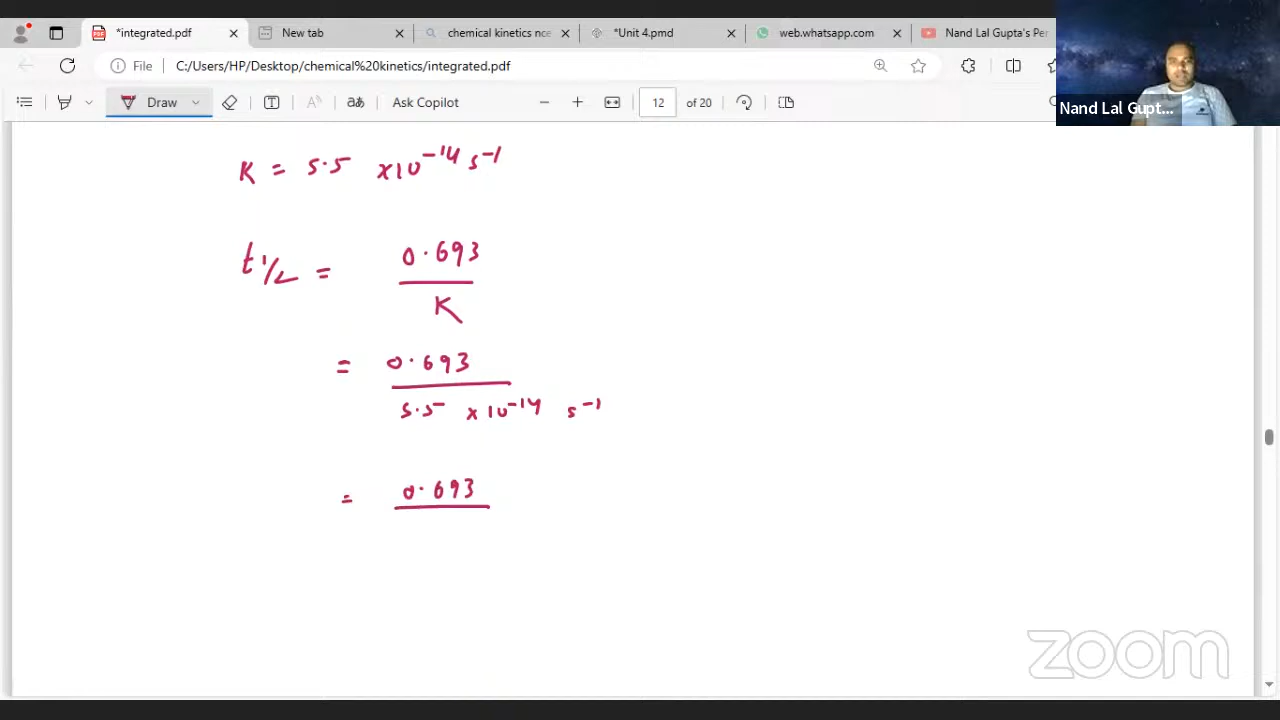 *integrated.pdf
New tab
chemical kinetics nce
*Unit 4.pmd
web.whatsapp.com
Nand Lal Gupta's Per
File C:/Users/HP/Desktop/chemical%20kinetics/integrated.pdf
Draw
Ask Copilot
12 of 20
Nand Lal Gupt...
K = 5.5 ×10⁻¹⁴ s⁻¹
t1/2 = 0.693 / K
= 0.693 / 5.5 ×10⁻¹⁴ s⁻¹
= 0.693
zoom